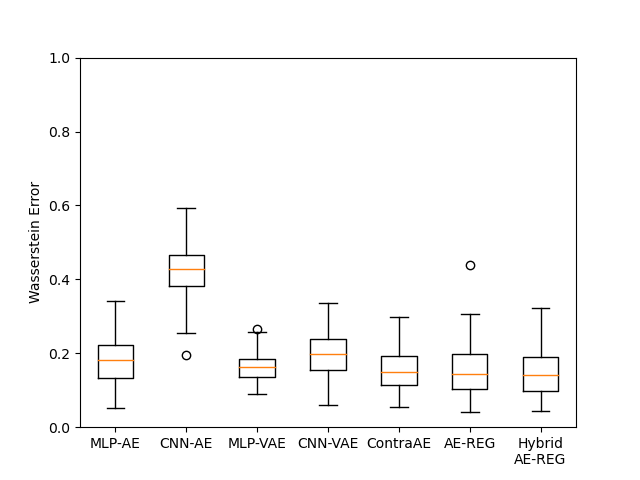 1.0
0.8
0.6
0.4
0.2
0.0
Wasserstein Error
MLP-AE CNN-AE MLP-VAE CNN-VAE ContraAE AE-REG Hybrid
AE-REG